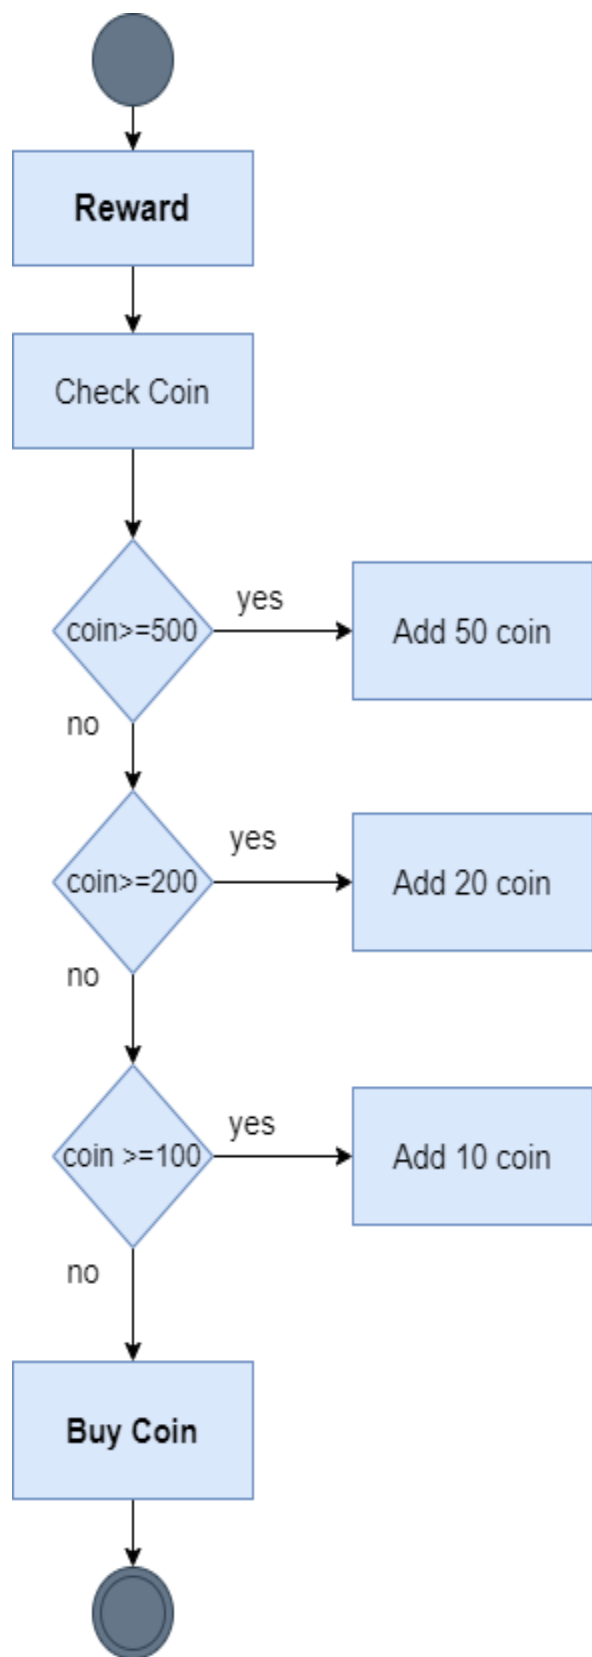 Reward
Check Coin
coin>=500
yes
Add 50 coin
no
coin>=200
yes
Add 20 coin
no
coin >=100
yes
Add 10 coin
no
Buy Coin